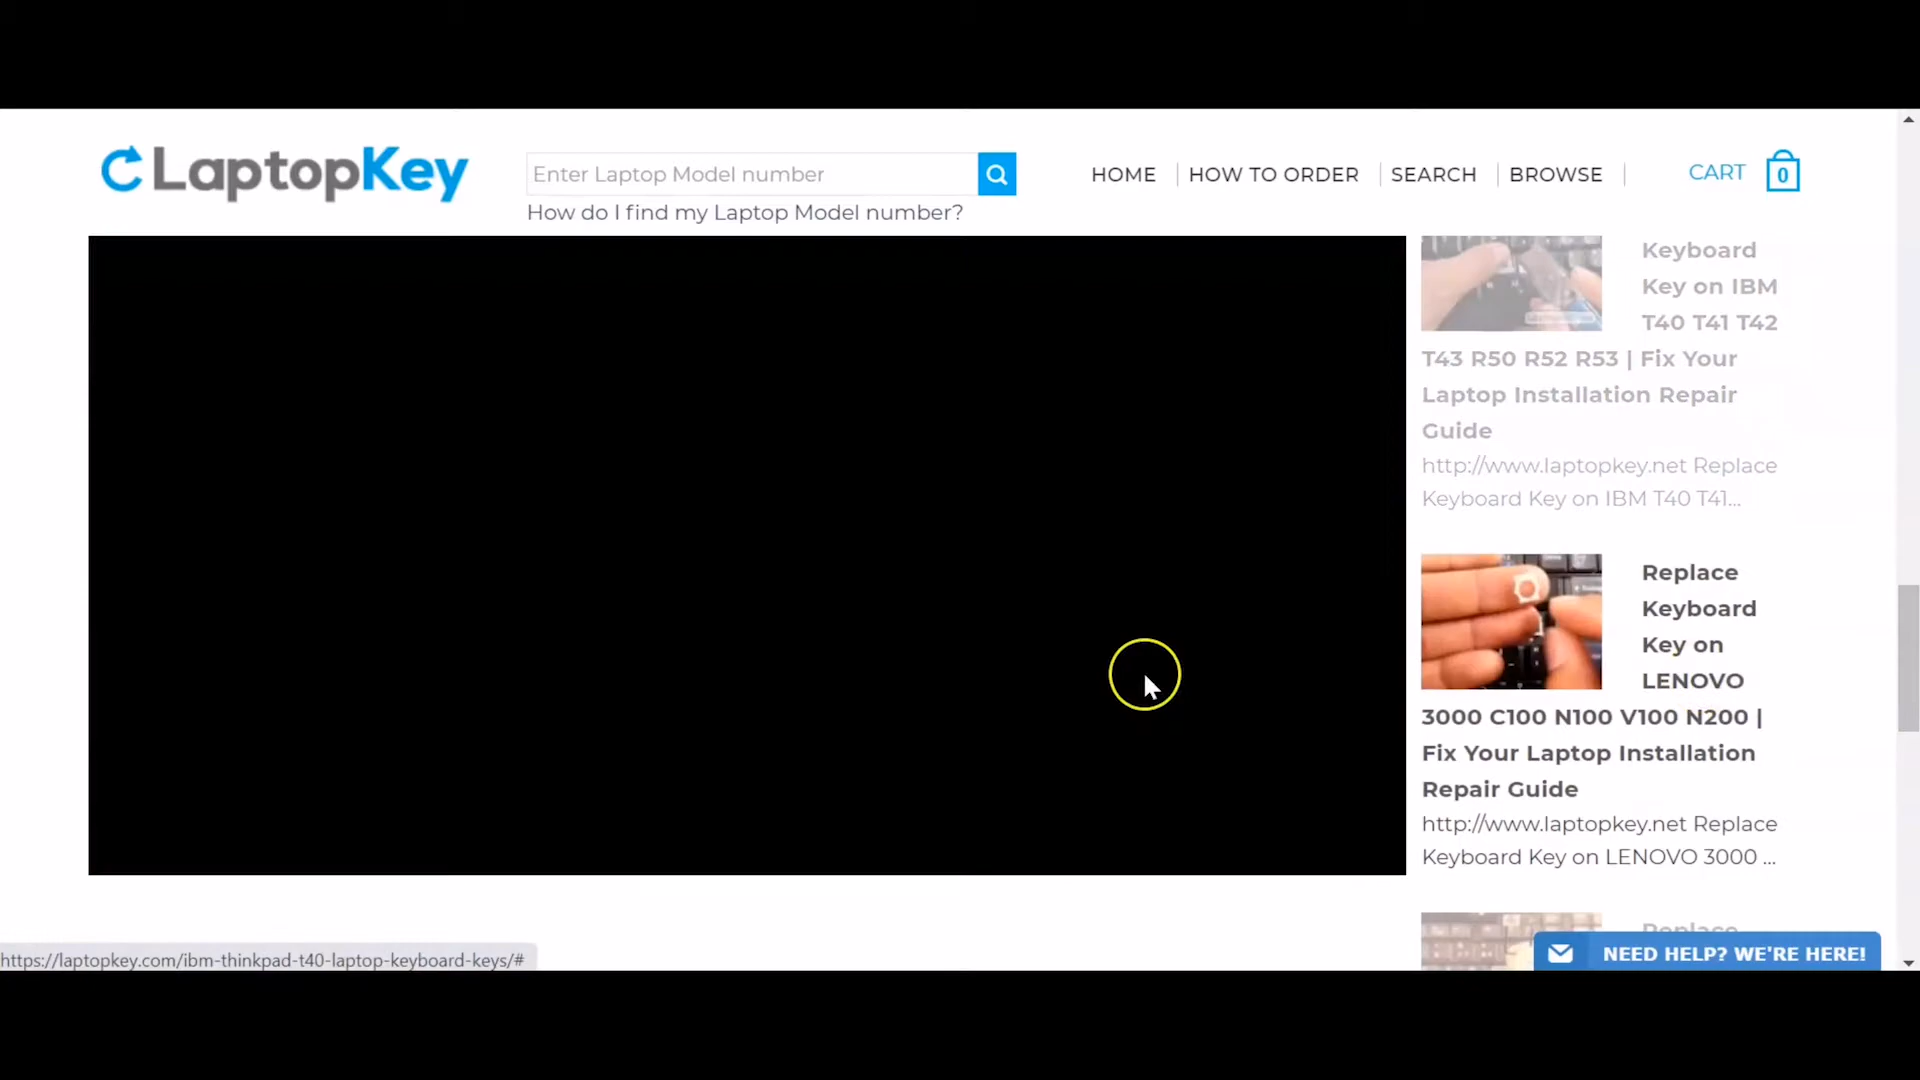 LaptopKey
Enter Laptop Model number
HOME
HOW TO ORDER
SEARCH
BROWSE
CART
0
How do I find my Laptop Model number?
Keyboard
Key on IBM
T40 T41 T42
T43 R50 R52 R53 | Fix Your
Laptop Installation Repair
Guide
http://www.laptopkey.net Replace
Keyboard Key on IBM T40 T41...
Replace
Keyboard
Key on
LENOVO
3000 C100 N100 V100 N200 |
Fix Your Laptop Installation
Repair Guide
http://www.laptopkey.net Replace
Keyboard Key on LENOVO 3000 ...
Replace
NEED HELP? WE'RE HERE!
https://laptopkey.com/ibm-thinkpad-t40-laptop-keyboard-keys/#